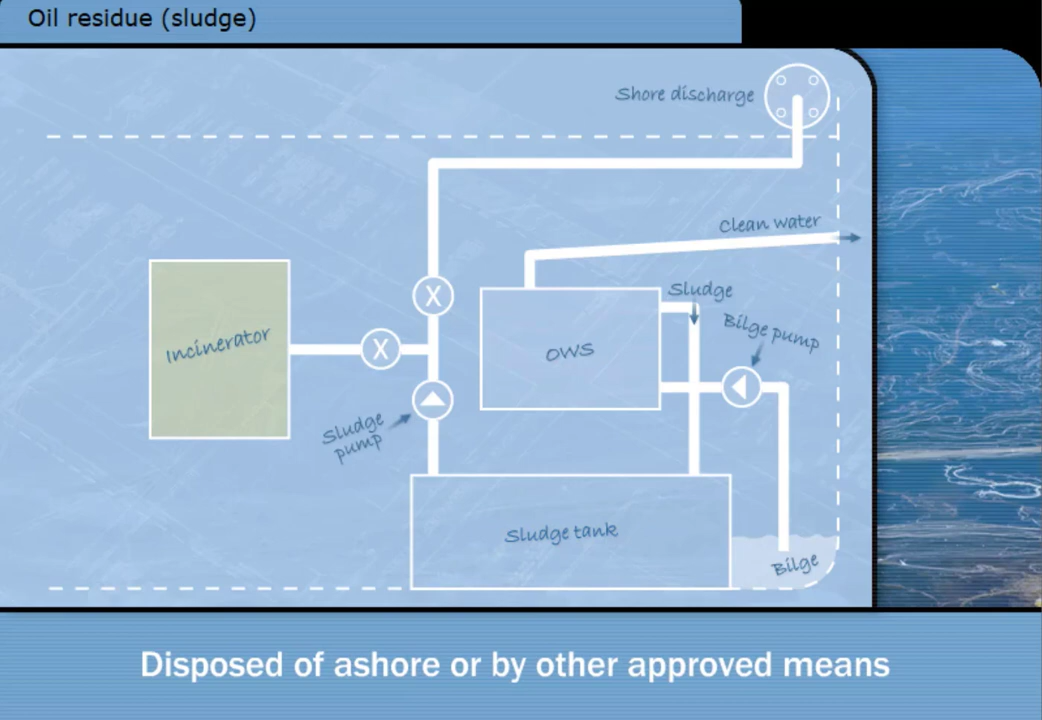 Oil residue (sludge)
Shore discharge
Clean water
Sludge
Bilge pump
X
Incinerator
X
OWS
Sludge
pump
Sludge tank
Bilge
Disposed of ashore or by other approved means